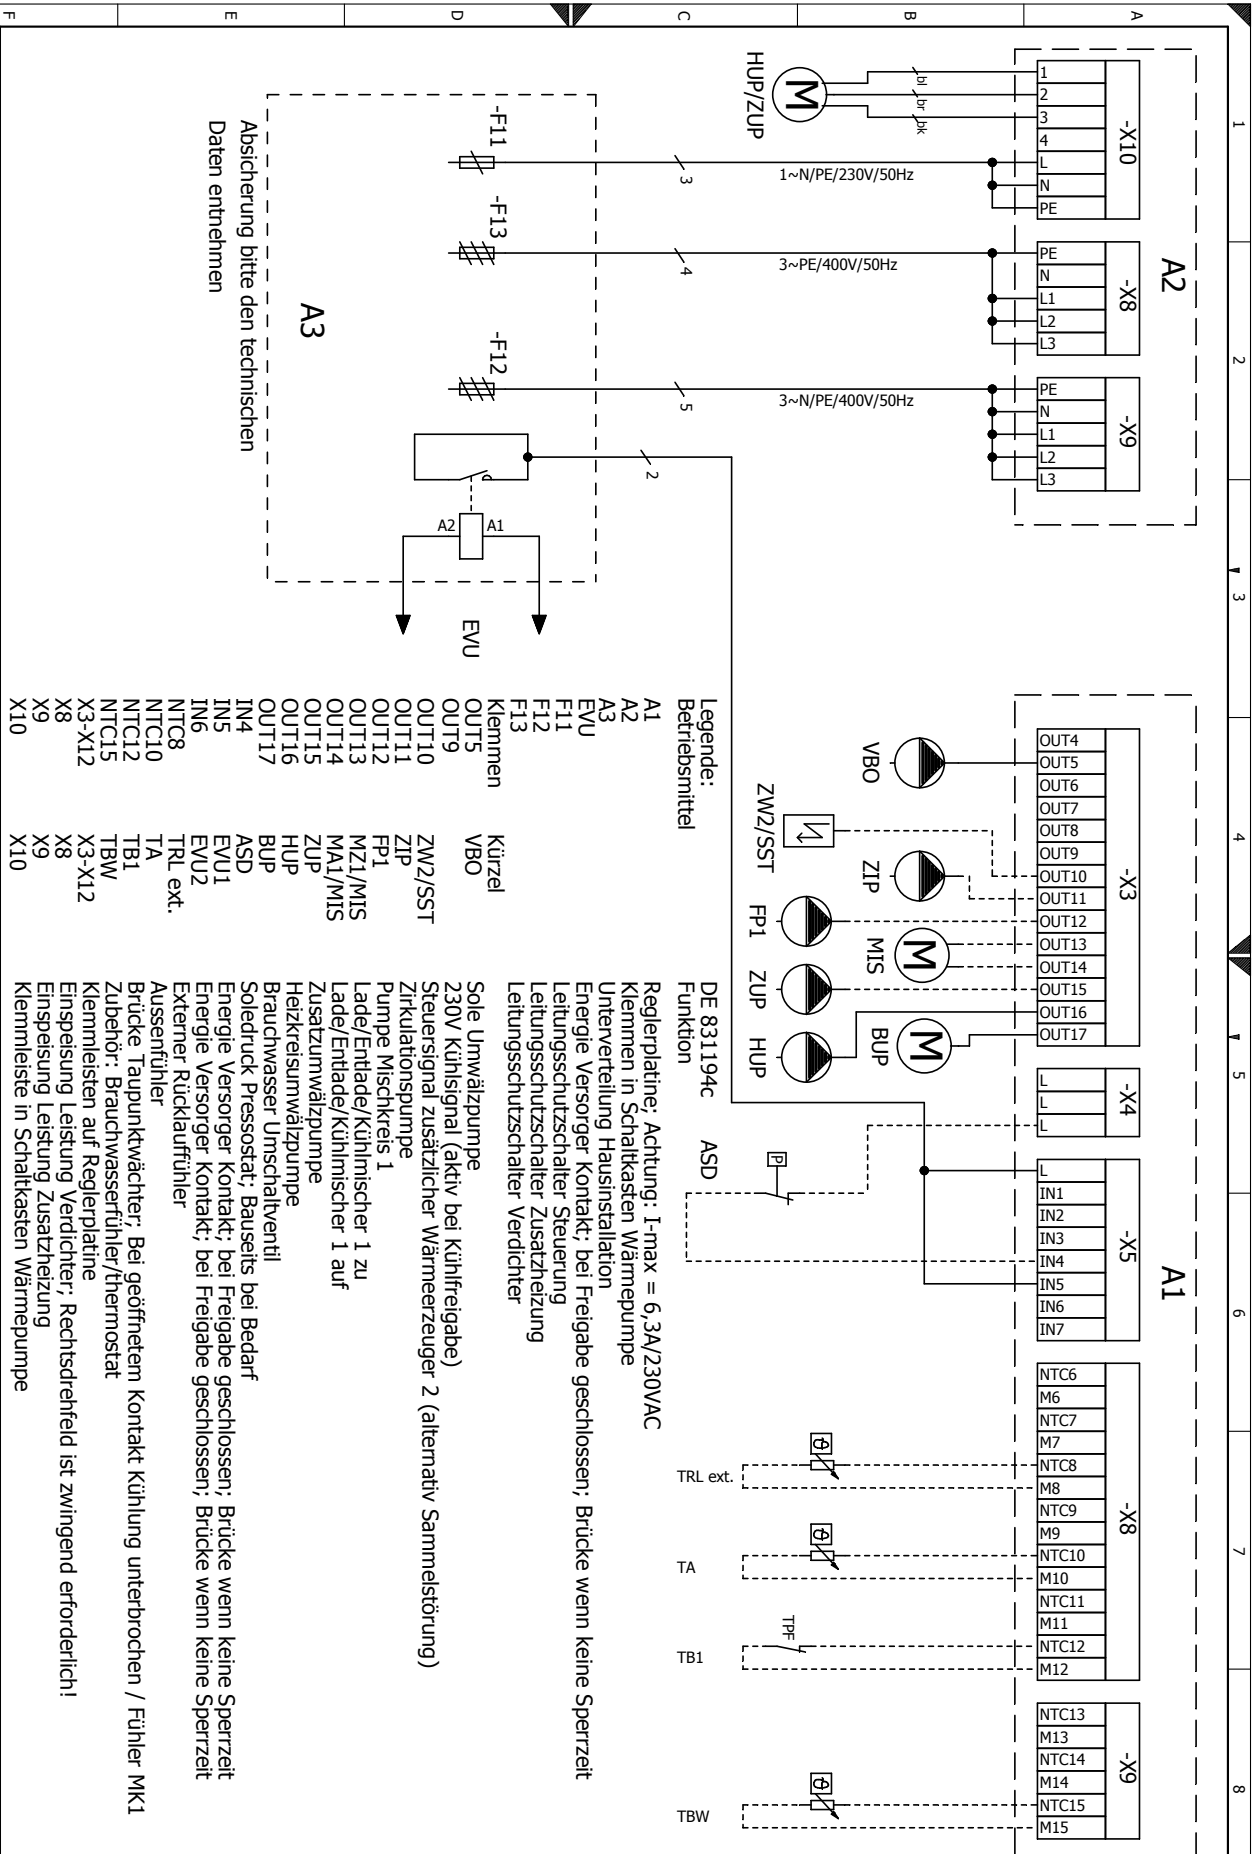 1
2
3
4
5
6
7
8
A
B
C
D
E
F
A2
-X10
1
2
3
4
L
N
PE
-X8
PE
N
L1
L2
L3
-X9
PE
N
L1
L2
L3
bl
br
bk
HUP/ZUP
1~N/PE/230V/50Hz
3~PE/400V/50Hz
3~N/PE/400V/50Hz
3
4
5
2
-F11
-F13
-F12
A1
A2
EVU
A3
Absicherung bitte den technischen
Daten entnehmen
A1
-X3
OUT4
OUT5
OUT6
OUT7
OUT8
OUT9
OUT10
OUT11
OUT12
OUT13
OUT14
OUT15
OUT16
OUT17
-X4
L
L
L
-X5
L
IN1
IN2
IN3
IN4
IN5
IN6
IN7
-X8
NTC6
M6
NTC7
M7
NTC8
M8
NTC9
M9
NTC10
M10
NTC11
M11
NTC12
M12
-X9
NTC13
M13
NTC14
M14
NTC15
M15
VBO
ZW2/SST
ZIP
FP1
MIS
ZUP
HUP
BUP
M
M
M
P
ASD
ϑ
TRL ext.
ϑ
TA
TPF
TB1
ϑ
TBW
Legende: DE 831194c
Betriebsmittel Funktion
A1 Reglerplatine; Achtung: I-max = 6,3A/230VAC
A2 Klemmen in Schaltkasten Wärmepumpe
A3 Unterverteilung Hausinstallation
EVU Energie Versorger Kontakt; bei Freigabe geschlossen; Brücke wenn keine Sperrzeit
F11 Leitungsschutzschalter Steuerung
F12 Leitungsschutzschalter Zusatzheizung
F13 Leitungsschutzschalter Verdichter
Klemmen Kürzel
OUT5 VBO Sole Umwälzpumpe
OUT9 230V Kühlsignal (aktiv bei Kühlfreigabe)
OUT10 ZW2/SST Steuersignal zusätzlicher Wärmeerzeuger 2 (alternativ Sammelstörung)
OUT11 ZIP Zirkulationspumpe
OUT12 FP1 Pumpe Mischkreis 1
OUT13 MZ1/MIS Lade/Entlade/Kühlmischer 1 zu
OUT14 MA1/MIS Lade/Entlade/Kühlmischer 1 auf
OUT15 ZUP Zusatzumwälzpumpe
OUT16 HUP Heizkreisumwälzpumpe
OUT17 BUP Brauchwasser Umschaltventil
IN4 ASD Soledruck Pressostat; Bauseits bei Bedarf
IN5 EVU1 Energie Versorger Kontakt; bei Freigabe geschlossen; Brücke wenn keine Sperrzeit
IN6 EVU2 Energie Versorger Kontakt; bei Freigabe geschlossen; Brücke wenn keine Sperrzeit
NTC8 TRL ext. Externer Rücklauffühler
NTC10 TA Aussenfühler
NTC12 TB1 Brücke Taupunktwächter; Bei geöffnetem Kontakt Kühlung unterbrochen / Fühler MK1
NTC15 TBW Zubehör: Brauchwasserfühler/thermostat
X3-X12 X3-X12 Klemmleisten auf Reglerplatine
X8 X8 Einspeisung Leistung Verdichter; Rechtsdrehfeld ist zwingend erforderlich!
X9 X9 Einspeisung Leistung Zusatzheizung
X10 X10 Klemmleiste in Schaltkasten Wärmepumpe